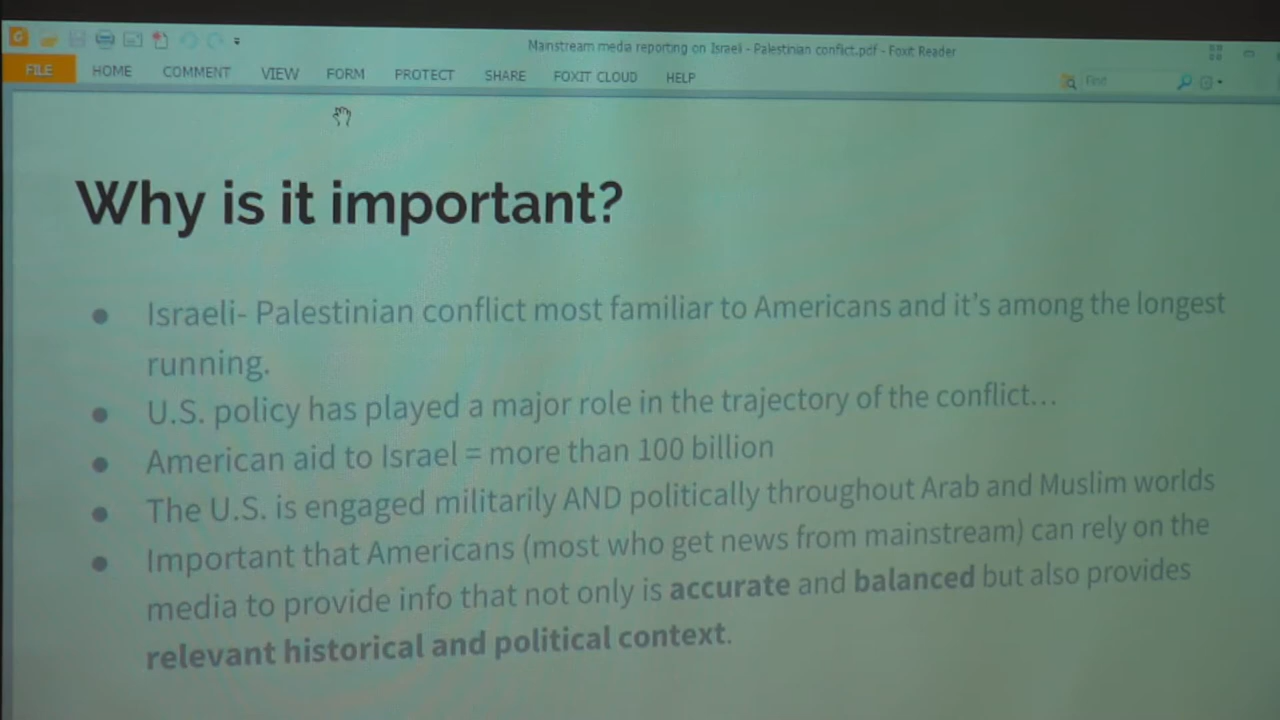 Mainstream media reporting on Israeli - Palestinian conflict.pdf - Foxit Reader
FILE HOME COMMENT VIEW FORM PROTECT SHARE FOXIT CLOUD HELP Find
Why is it important?
● Israeli- Palestinian conflict most familiar to Americans and it's among the longest
running.
● U.S. policy has played a major role in the trajectory of the conflict...
● American aid to Israel = more than 100 billion
● The U.S. is engaged militarily AND politically throughout Arab and Muslim worlds
● Important that Americans (most who get news from mainstream) can rely on the
media to provide info that not only is accurate and balanced but also provides
relevant historical and political context.